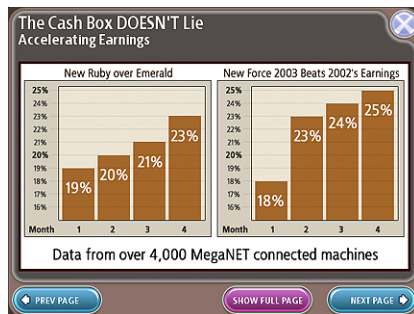 The Cash Box DOESN'T Lie
Accelerating Earnings
New Ruby over Emerald
25%
24%
23%
22%
21%
20%
19%
18%
17%
16%
19%
20%
21%
23%
Month 1 2 3 4
New Force 2003 Beats 2002's Earnings
25%
24%
23%
22%
21%
20%
19%
18%
17%
16%
18%
23%
24%
25%
Month 1 2 3 4
Data from over 4,000 MegaNET connected machines
PREV PAGE
SHOW FULL PAGE
NEXT PAGE